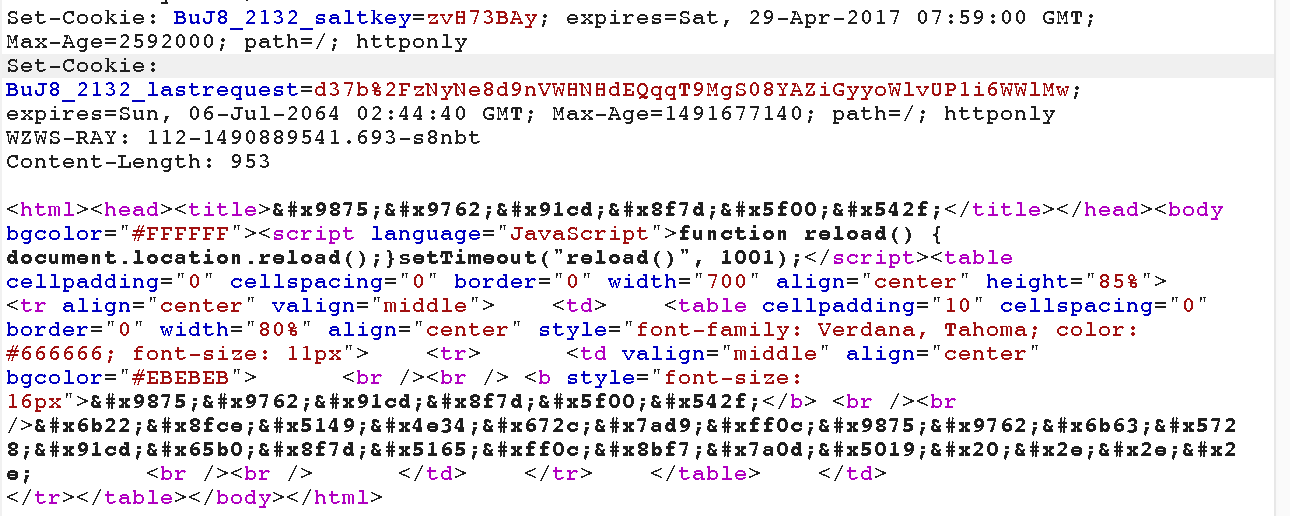 Set-Cookie: BuJ8_2132_saltkey=zvH73BAy; expires=Sat, 29-Apr-2017 07:59:00 GMT;
Max-Age=2592000; path=/; httponly
Set-Cookie:
BuJ8_2132_lastrequest=d37b%2FzNyNe8d9nVWHNHdEQqqT9MgS08YAZiGyyoWlvUP1i6WWlMw;
expires=Sun, 06-Jul-2064 02:44:40 GMT; Max-Age=1491677140; path=/; httponly
WZWS-RAY: 112-1490889541.693-s8nbt
Content-Length: 953

<html><head><title>&#x9875;&#x9762;&#x91cd;&#x8f7d;&#x5f00;&#x542f;</title></head><body
bgcolor="#FFFFFF"><script language="JavaScript">function reload() {
document.location.reload();}setTimeout("reload()", 1001);</script><table
cellpadding="0" cellspacing="0" border="0" width="700" align="center" height="85%">
<tr align="center" valign="middle">    <td>    <table cellpadding="10" cellspacing="0"
border="0" width="80%" align="center" style="font-family: Verdana, Tahoma; color:
#666666; font-size: 11px">    <tr>      <td valign="middle" align="center"
bgcolor="#EBEBEB">      <br /><br /> <b style="font-size:
16px">&#x9875;&#x9762;&#x91cd;&#x8f7d;&#x5f00;&#x542f;</b> <br /><br
/>&#x6b22;&#x8fce;&#x5149;&#x4e34;&#x672c;&#x7ad9;&#xff0c;&#x9875;&#x9762;&#x6b63;&#x572
8;&#x91cd;&#x65b0;&#x8f7d;&#x5165;&#xff0c;&#x8bf7;&#x7a0d;&#x5019;&#x20;&#x2e;&#x2e;&#x2
e;        <br /><br />      </td>    </tr>    </table>    </td>
</tr></table></body></html>